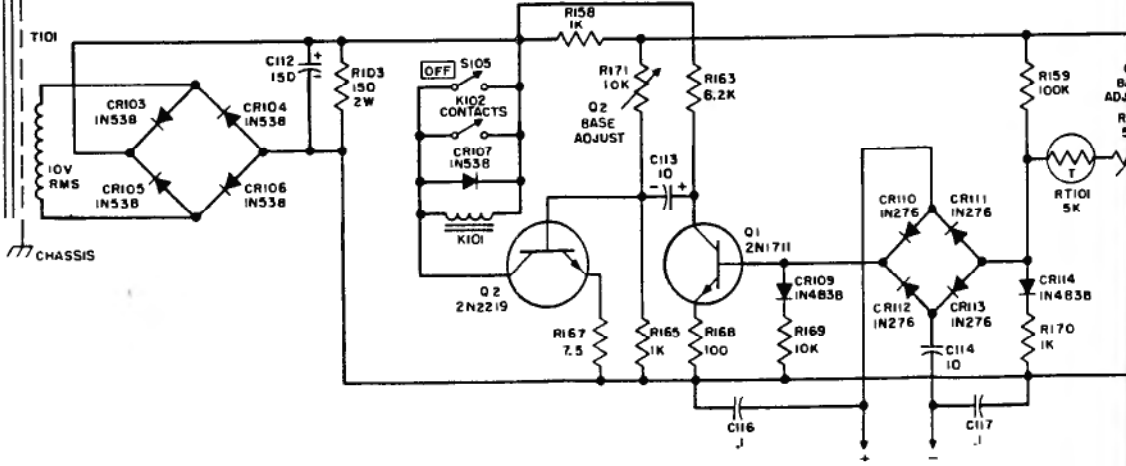 T101
10V
RMS
CHASSIS
CR103
1N538
CR104
1N538
CR105
1N538
CR106
1N538
C112
150
+
R103
150
2W
OFF
S105
K102
CONTACTS
CR107
1N538
K101
Q2
2N2219
R158
1K
R171
10K
Q2
BASE
ADJUST
R163
8.2K
C113
10
- +
Q1
2N1711
R167
7.5
R165
1K
R168
100
CR109
1N4838
R169
10K
CR110
1N276
CR111
1N276
CR112
1N276
CR113
1N276
C114
10
R159
100K
T
RT101
5K
CR114
1N4838
R170
1K
C116
.1
C117
.1
+
-